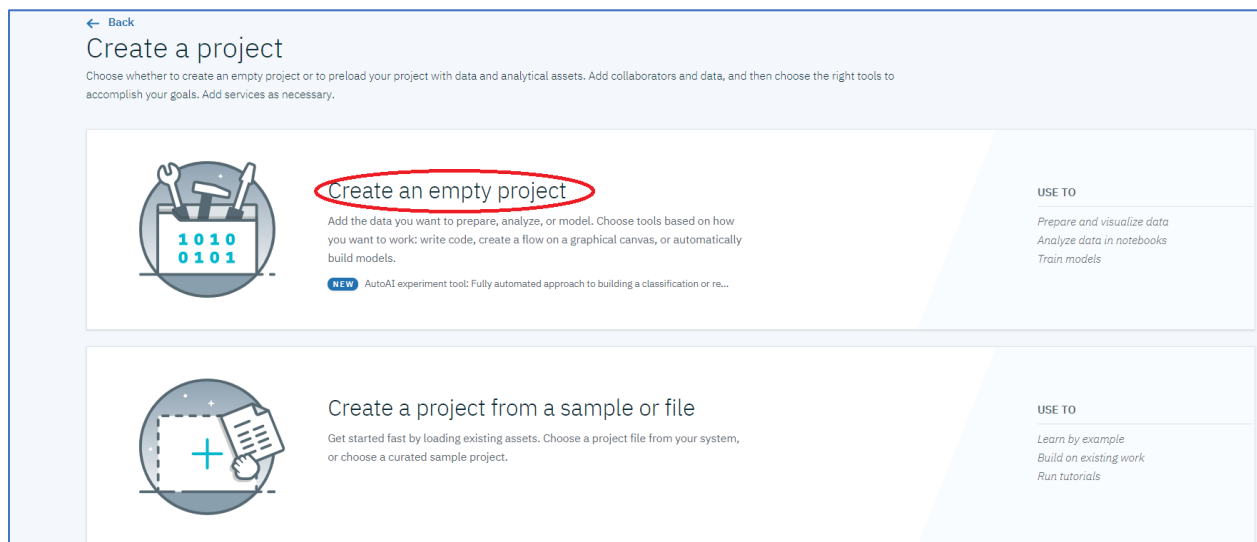 Back
Create a project
Choose whether to create an empty project or to preload your project with data and analytical assets. Add collaborators and data, and then choose the right tools to
accomplish your goals. Add services as necessary.
1010
0101
Create an empty project
Add the data you want to prepare, analyze, or model. Choose tools based on how
you want to work: write code, create a flow on a graphical canvas, or automatically
build models.
NEW AutoAI experiment tool: Fully automated approach to building a classification or re...
USE TO
Prepare and visualize data
Analyze data in notebooks
Train models
Create a project from a sample or file
Get started fast by loading existing assets. Choose a project file from your system,
or choose a curated sample project.
USE TO
Learn by example
Build on existing work
Run tutorials